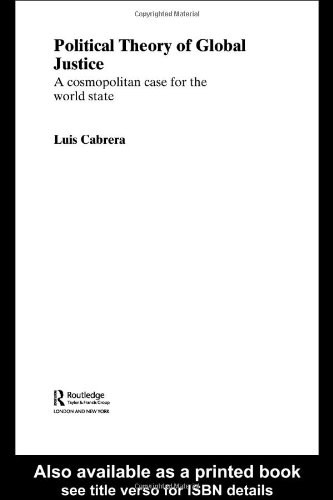 Copyrighted Material
Political Theory of Global
Justice
A cosmopolitan case for the
world state
Luis Cabrera
R
Routledge
Taylor & Francis Group
LONDON AND NEW YORK
Copyrighted Material
Also available as a printed book
see title verso for ISBN details